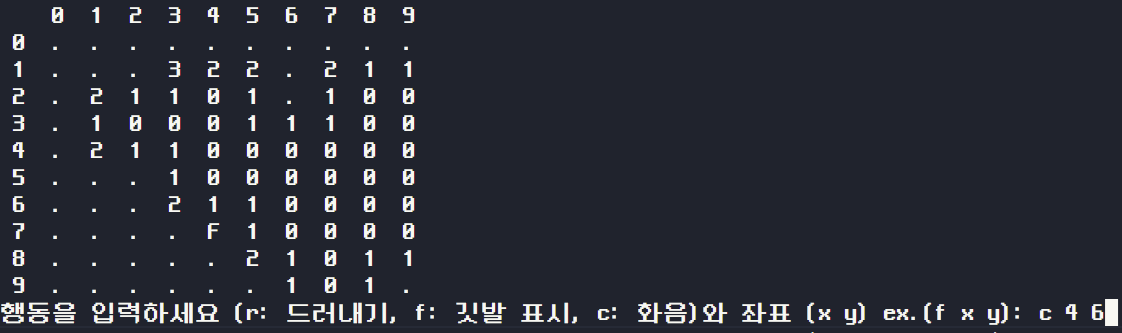 0 1 2 3 4 5 6 7 8 9
0 . . . . . . . . . .
1 . . . 3 2 2 . 2 1 1
2 . 2 1 1 0 1 . 1 0 0
3 . 1 0 0 0 1 1 1 0 0
4 . 2 1 1 0 0 0 0 0 0
5 . . . 1 0 0 0 0 0 0
6 . . . 2 1 1 0 0 0 0
7 . . . . F 1 0 0 0 0
8 . . . . . 2 1 0 1 1
9 . . . . . . 1 0 1 .
행동을 입력하세요 (r: 드러내기, f: 깃발 표시, c: 화음)와 좌표 (x y) ex.(f x y): c 4 6